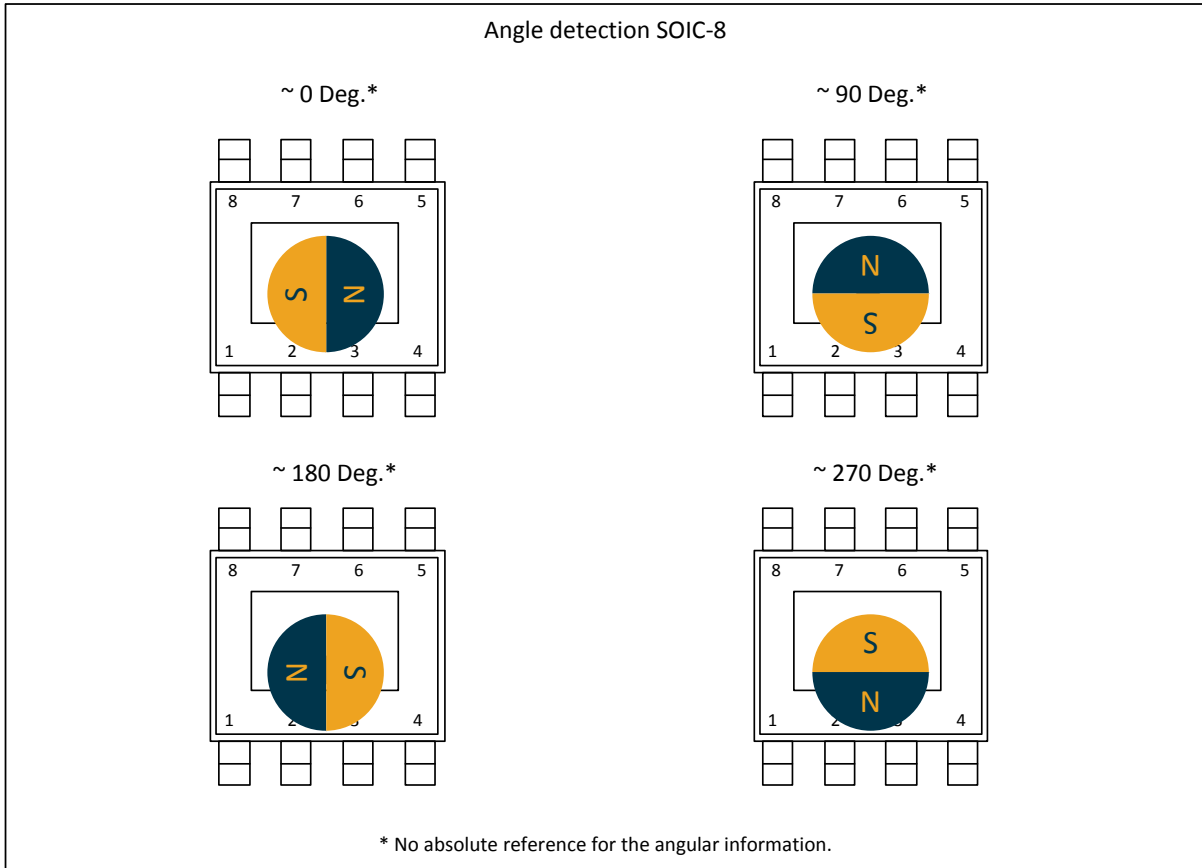 Angle detection SOIC-8
~ 0 Deg.*
~ 90 Deg.*
8 7 6 5
8 7 6 5
S N
N
S
1 2 3 4
1 2 3 4
~ 180 Deg.*
~ 270 Deg.*
8 7 6 5
8 7 6 5
N S
S
N
1 2 3 4
1 2 3 4
* No absolute reference for the angular information.